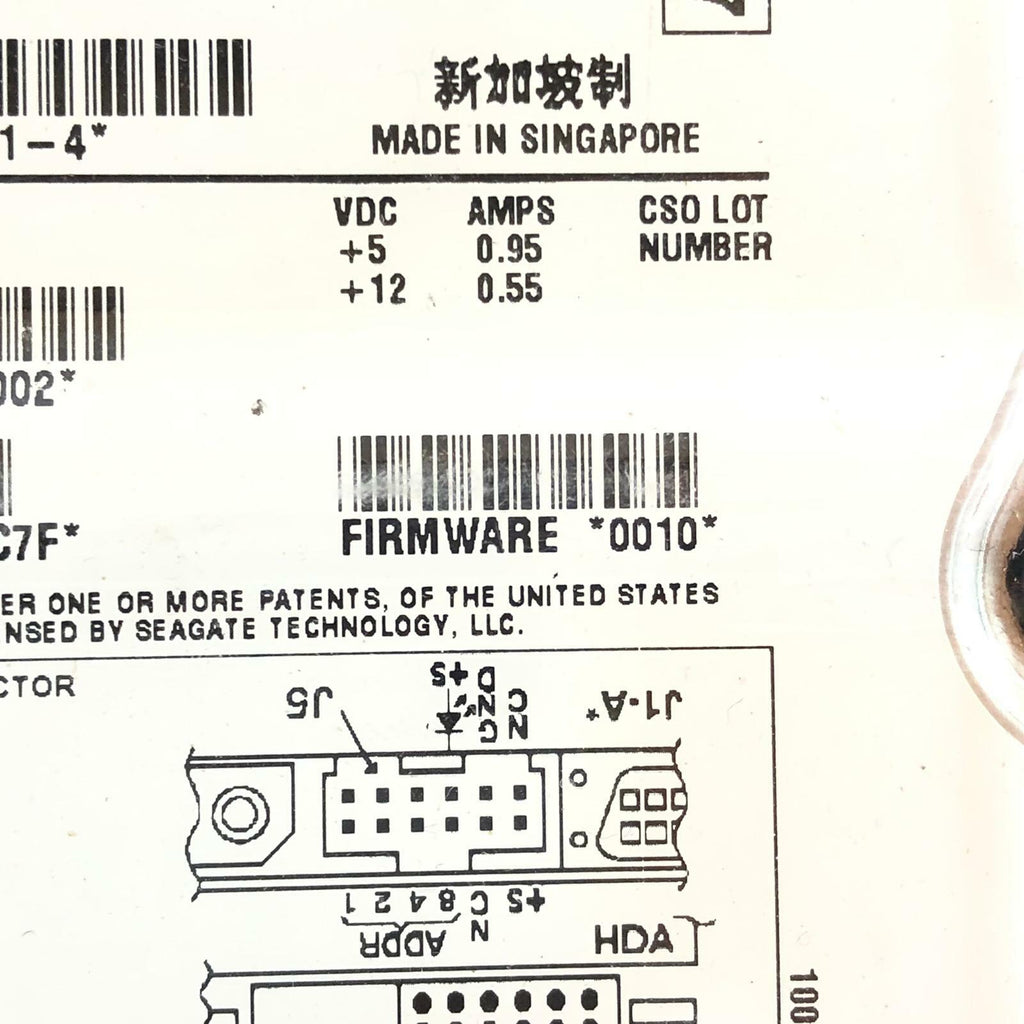 新加坡制
1-4*
MADE IN SINGAPORE
VDC AMPS CSO LOT
+5 0.95 NUMBER
+12 0.55
002*
C7F*
FIRMWARE *0010*
ER ONE OR MORE PATENTS, OF THE UNITED STATES
NSED BY SEAGATE TECHNOLOGY, LLC.
CTOR
J5
+S
D
N C
C N
G
J1-A*
1 2 4 8 C +S
N
ADDR
HDA
100